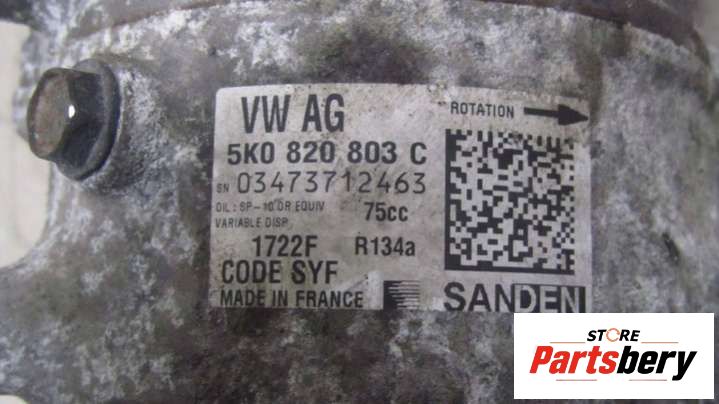 VW AG
ROTATION
5K0 820 803 C
SN 03473712463
OIL: SP-10 OR EQUIV 75cc
VARIABLE DISP
1722F R134a
CODE SYF
MADE IN FRANCE
SANDEN
STORE
Partsbery